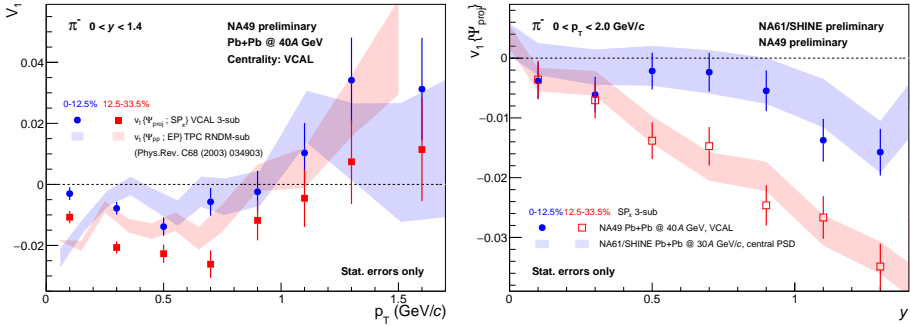 V₁
π⁻ 0 < y < 1.4
NA49 preliminary
Pb+Pb @ 40A GeV
Centrality: VCAL
0-12.5% 12.5-33.5%
v₁{Ψproj ; SPx} VCAL 3-sub
v₁{Ψpp ; EP} TPC RNDM-sub
(Phys.Rev. C68 (2003) 034903)
Stat. errors only
0.04
0.02
0
−0.02
0 0.5 1 1.5
pT (GeV/c)
v₁{Ψproj}
π⁻ 0 < pT < 2.0 GeV/c
NA61/SHINE preliminary
NA49 preliminary
0-12.5% 12.5-33.5% SPx 3-sub
NA49 Pb+Pb @ 40A GeV, VCAL
NA61/SHINE Pb+Pb @ 30A GeV/c, central PSD
Stat. errors only
0
−0.01
−0.02
−0.03
0 0.5 1
y